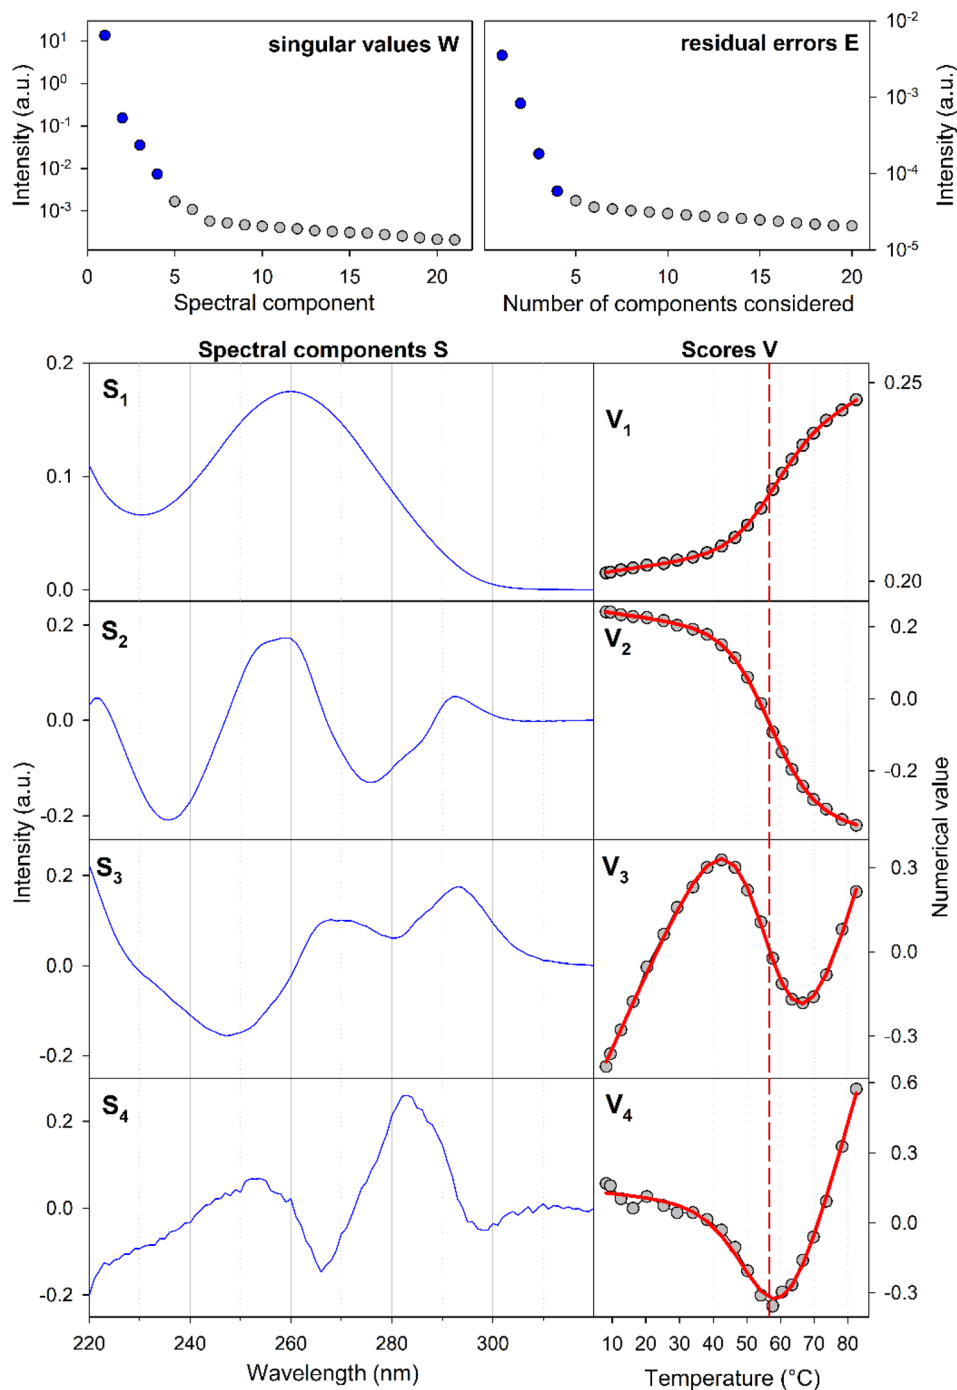 singular values W
residual errors E
Intensity (a.u.)
10¹
10⁰
10⁻¹
10⁻²
10⁻³
10⁻²
10⁻³
10⁻⁴
10⁻⁵
Intensity (a.u.)
0 5 10 15 20
5 10 15 20
Spectral component
Number of components considered
Spectral components S
Scores V
0.2
0.1
0.0
S₁
V₁
0.25
0.20
0.2
0.0
-0.2
S₂
V₂
0.2
0.0
-0.2
Intensity (a.u.)
Numerical value
0.2
0.0
-0.2
S₃
V₃
0.3
0.0
-0.3
0.2
0.0
-0.2
S₄
V₄
0.6
0.3
0.0
-0.3
220 240 260 280 300
10 20 30 40 50 60 70 80
Wavelength (nm)
Temperature (°C)